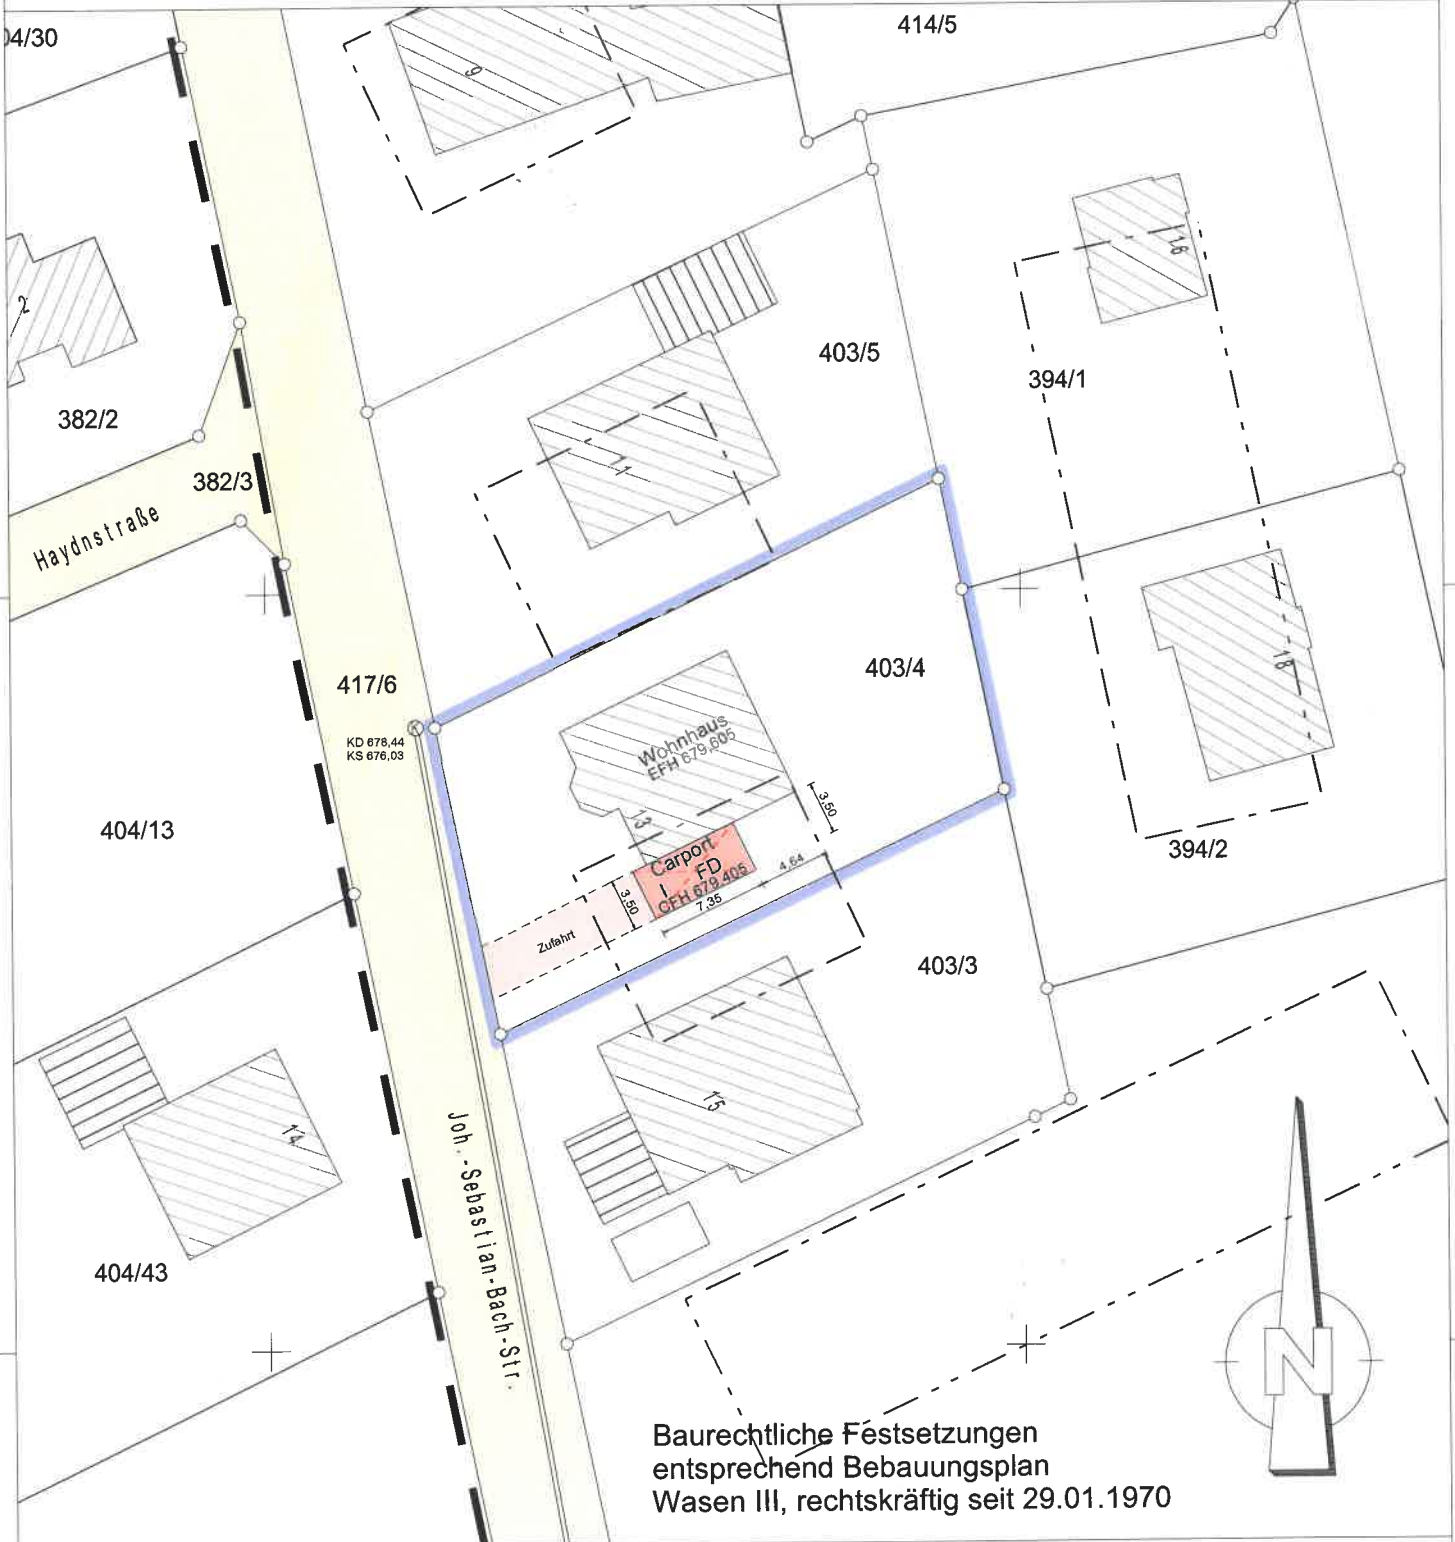 414/5
9
16
2
403/5
394/1
382/2
11
382/3
Haydnstraße
403/4
18
417/6
KD 678,44
KS 676,03
Wohnhaus
EFH 679,605
13
3,50
404/13
394/2
Carport
I FD
CFH 679,405
4,64
7,35
3,50
Zufahrt
403/3
15
14
Joh.-Sebastian-Bach-Str.
404/43
N
Baurechtliche Festsetzungen
entsprechend Bebauungsplan
Wasen III, rechtskräftig seit 29.01.1970